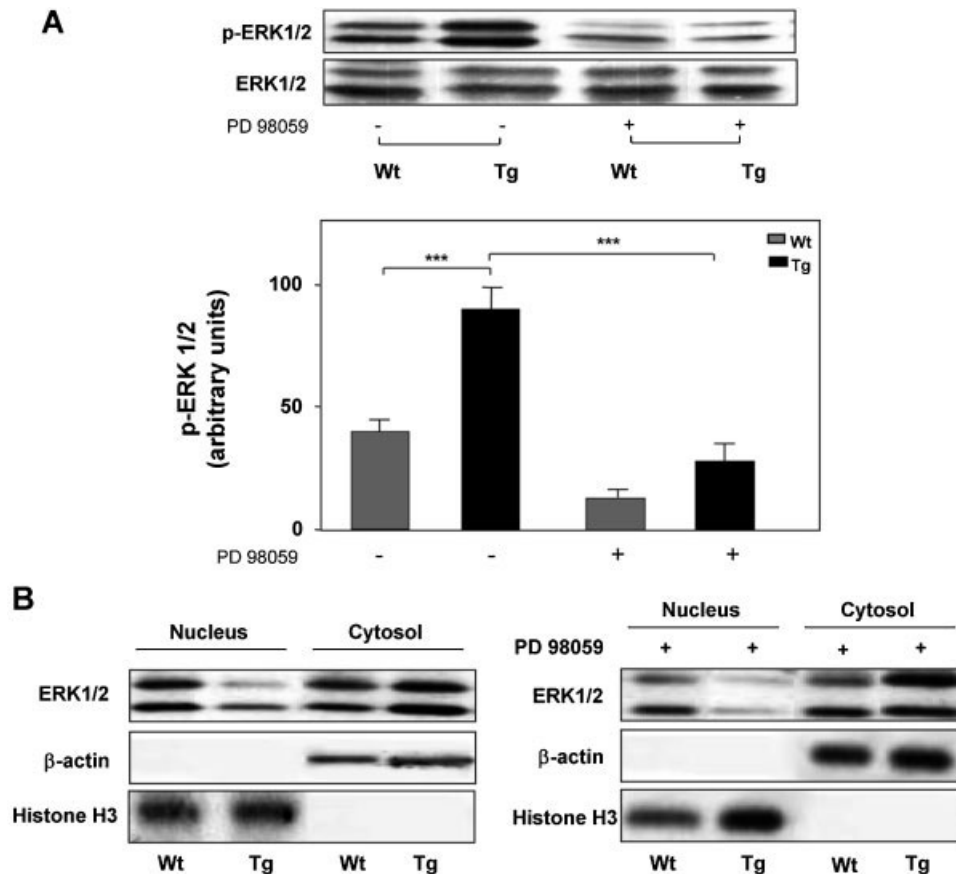 A
p-ERK1/2
ERK1/2
PD 98059 - - + +
Wt Tg Wt Tg
*** ***
Wt
Tg
100
50
0
p-ERK 1/2
(arbitrary units)
PD 98059 - - + +
B
Nucleus Cytosol
ERK1/2
β-actin
Histone H3
Wt Tg Wt Tg
Nucleus Cytosol
PD 98059 + + + +
ERK1/2
β-actin
Histone H3
Wt Tg Wt Tg